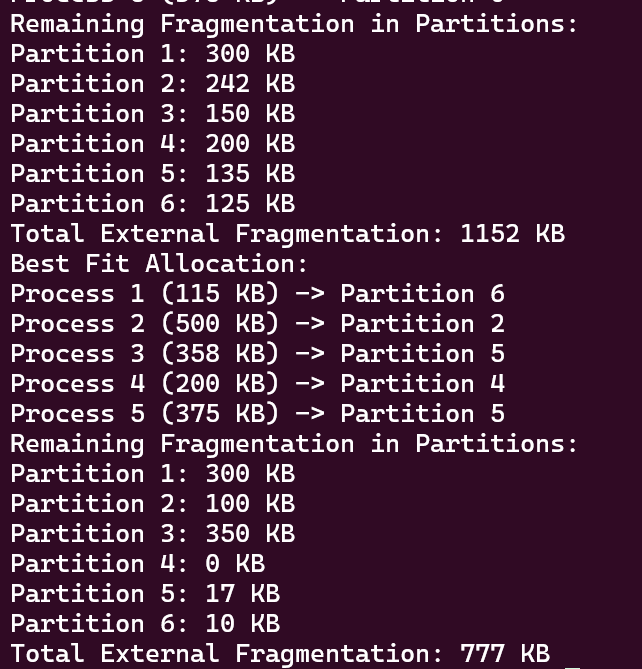 Remaining Fragmentation in Partitions:
Partition 1: 300 KB
Partition 2: 242 KB
Partition 3: 150 KB
Partition 4: 200 KB
Partition 5: 135 KB
Partition 6: 125 KB
Total External Fragmentation: 1152 KB
Best Fit Allocation:
Process 1 (115 KB) -> Partition 6
Process 2 (500 KB) -> Partition 2
Process 3 (358 KB) -> Partition 5
Process 4 (200 KB) -> Partition 4
Process 5 (375 KB) -> Partition 5
Remaining Fragmentation in Partitions:
Partition 1: 300 KB
Partition 2: 100 KB
Partition 3: 350 KB
Partition 4: 0 KB
Partition 5: 17 KB
Partition 6: 10 KB
Total External Fragmentation: 777 KB